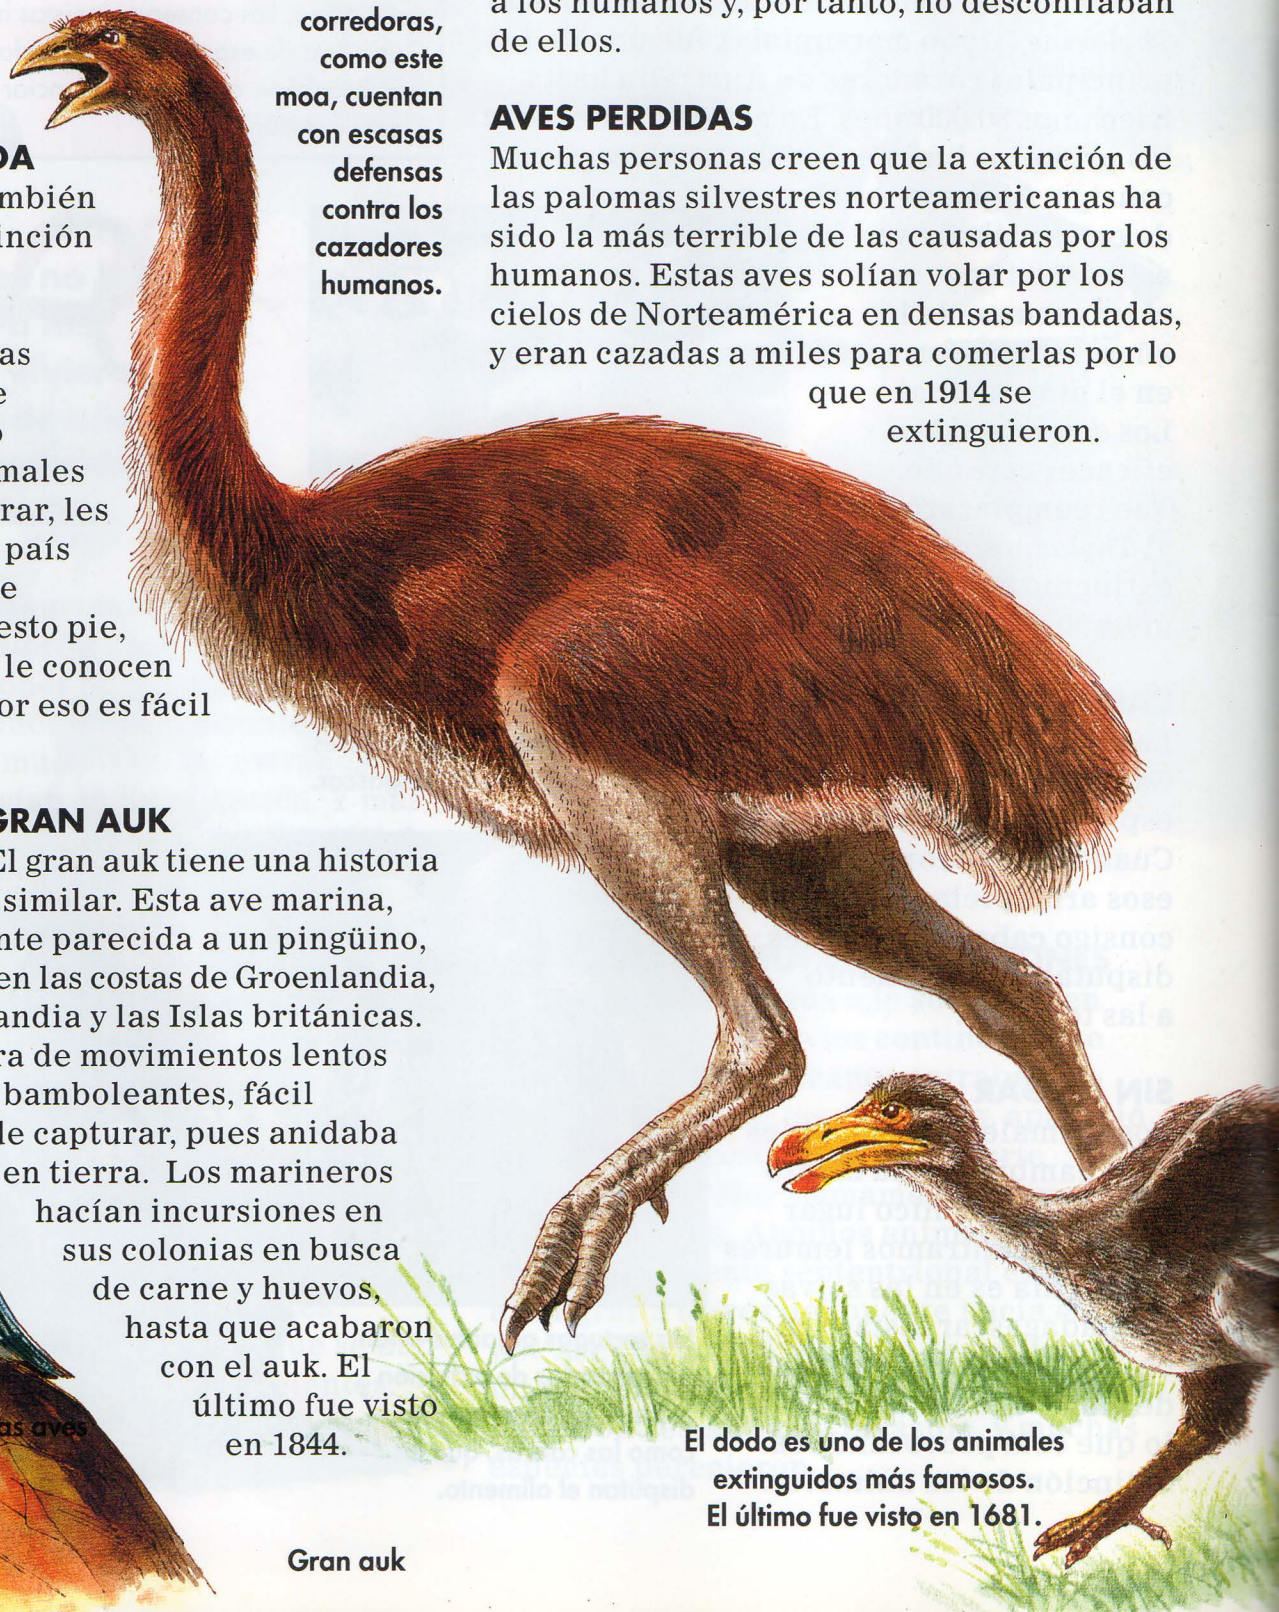 corredoras,
como este
moa, cuentan
con escasas
defensas
contra los
cazadores
humanos.
a los humanos y, por tanto, no desconfiaban
de ellos.
AVES PERDIDAS
Muchas personas creen que la extinción de
las palomas silvestres norteamericanas ha
sido la más terrible de las causadas por los
humanos. Estas aves solían volar por los
cielos de Norteamérica en densas bandadas,
y eran cazadas a miles para comerlas por lo
que en 1914 se
extinguieron.
DA
mbién
inción
as
e
o
males
rar, les
país
e
esto pie,
le conocen
or eso es fácil
GRAN AUK
El gran auk tiene una historia
similar. Esta ave marina,
nte parecida a un pingüino,
en las costas de Groenlandia,
andia y las Islas británicas.
ra de movimientos lentos
bamboleantes, fácil
de capturar, pues anidaba
en tierra. Los marineros
hacían incursiones en
sus colonias en busca
de carne y huevos,
hasta que acabaron
con el auk. El
último fue visto
en 1844.
as aves
Gran auk
El dodo es uno de los animales
extinguidos más famosos.
El último fue visto en 1681.